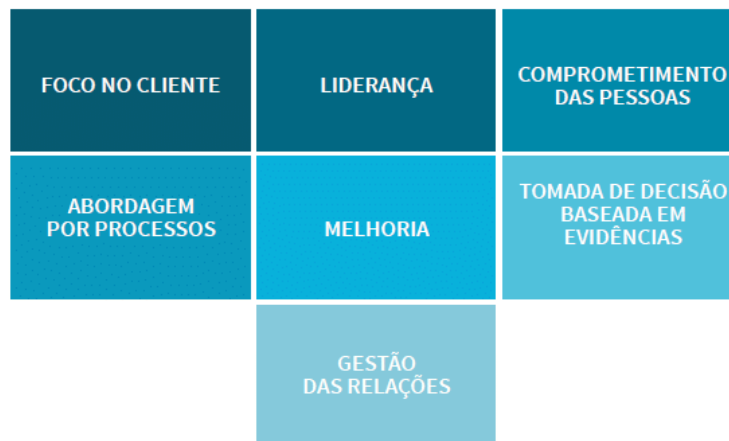 FOCO NO CLIENTE
LIDERANÇA
COMPROMETIMENTO
DAS PESSOAS
ABORDAGEM
POR PROCESSOS
MELHORIA
TOMADA DE DECISÃO
BASEADA EM
EVIDÊNCIAS
GESTÃO
DAS RELAÇÕES